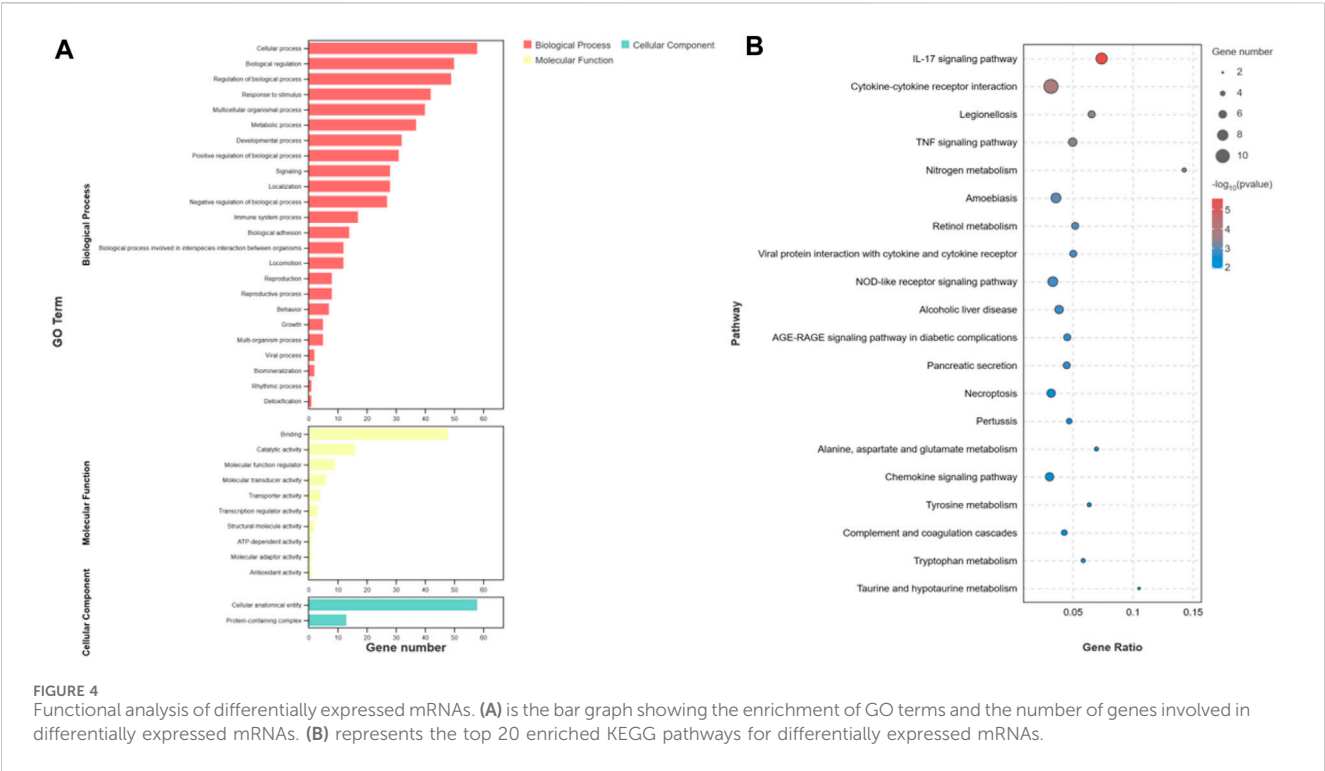 A
Biological Process
Cellular Component
Molecular Function
GO Term
Biological Process
Cellular process
Biological regulation
Regulation of biological process
Response to stimulus
Multicellular organismal process
Metabolic process
Developmental process
Positive regulation of biological process
Signaling
Localization
Negative regulation of biological process
Immune system process
Biological adhesion
Biological process involved in interspecies interaction between organisms
Locomotion
Reproduction
Reproductive process
Behavior
Growth
Multi-organism process
Viral process
Biomineralization
Rhythmic process
Detoxification
0 10 20 30 40 50 60
Molecular Function
Binding
Catalytic activity
Molecular function regulator
Molecular transducer activity
Transporter activity
Transcription regulator activity
Structural molecule activity
ATP-dependent activity
Molecular adaptor activity
Antioxidant activity
0 10 20 30 40 50 60
Cellular Component
Cellular anatomical entity
Protein-containing complex
0 10 20 30 40 50 60
Gene number
B
Pathway
IL-17 signaling pathway
Cytokine-cytokine receptor interaction
Legionellosis
TNF signaling pathway
Nitrogen metabolism
Amoebiasis
Retinol metabolism
Viral protein interaction with cytokine and cytokine receptor
NOD-like receptor signaling pathway
Alcoholic liver disease
AGE-RAGE signaling pathway in diabetic complications
Pancreatic secretion
Necroptosis
Pertussis
Alanine, aspartate and glutamate metabolism
Chemokine signaling pathway
Tyrosine metabolism
Complement and coagulation cascades
Tryptophan metabolism
Taurine and hypotaurine metabolism
0.05 0.1 0.15
Gene Ratio
Gene number
2
4
6
8
10
-log10(pvalue)
5
4
3
2
FIGURE 4
Functional analysis of differentially expressed mRNAs. (A) is the bar graph showing the enrichment of GO terms and the number of genes involved in
differentially expressed mRNAs. (B) represents the top 20 enriched KEGG pathways for differentially expressed mRNAs.